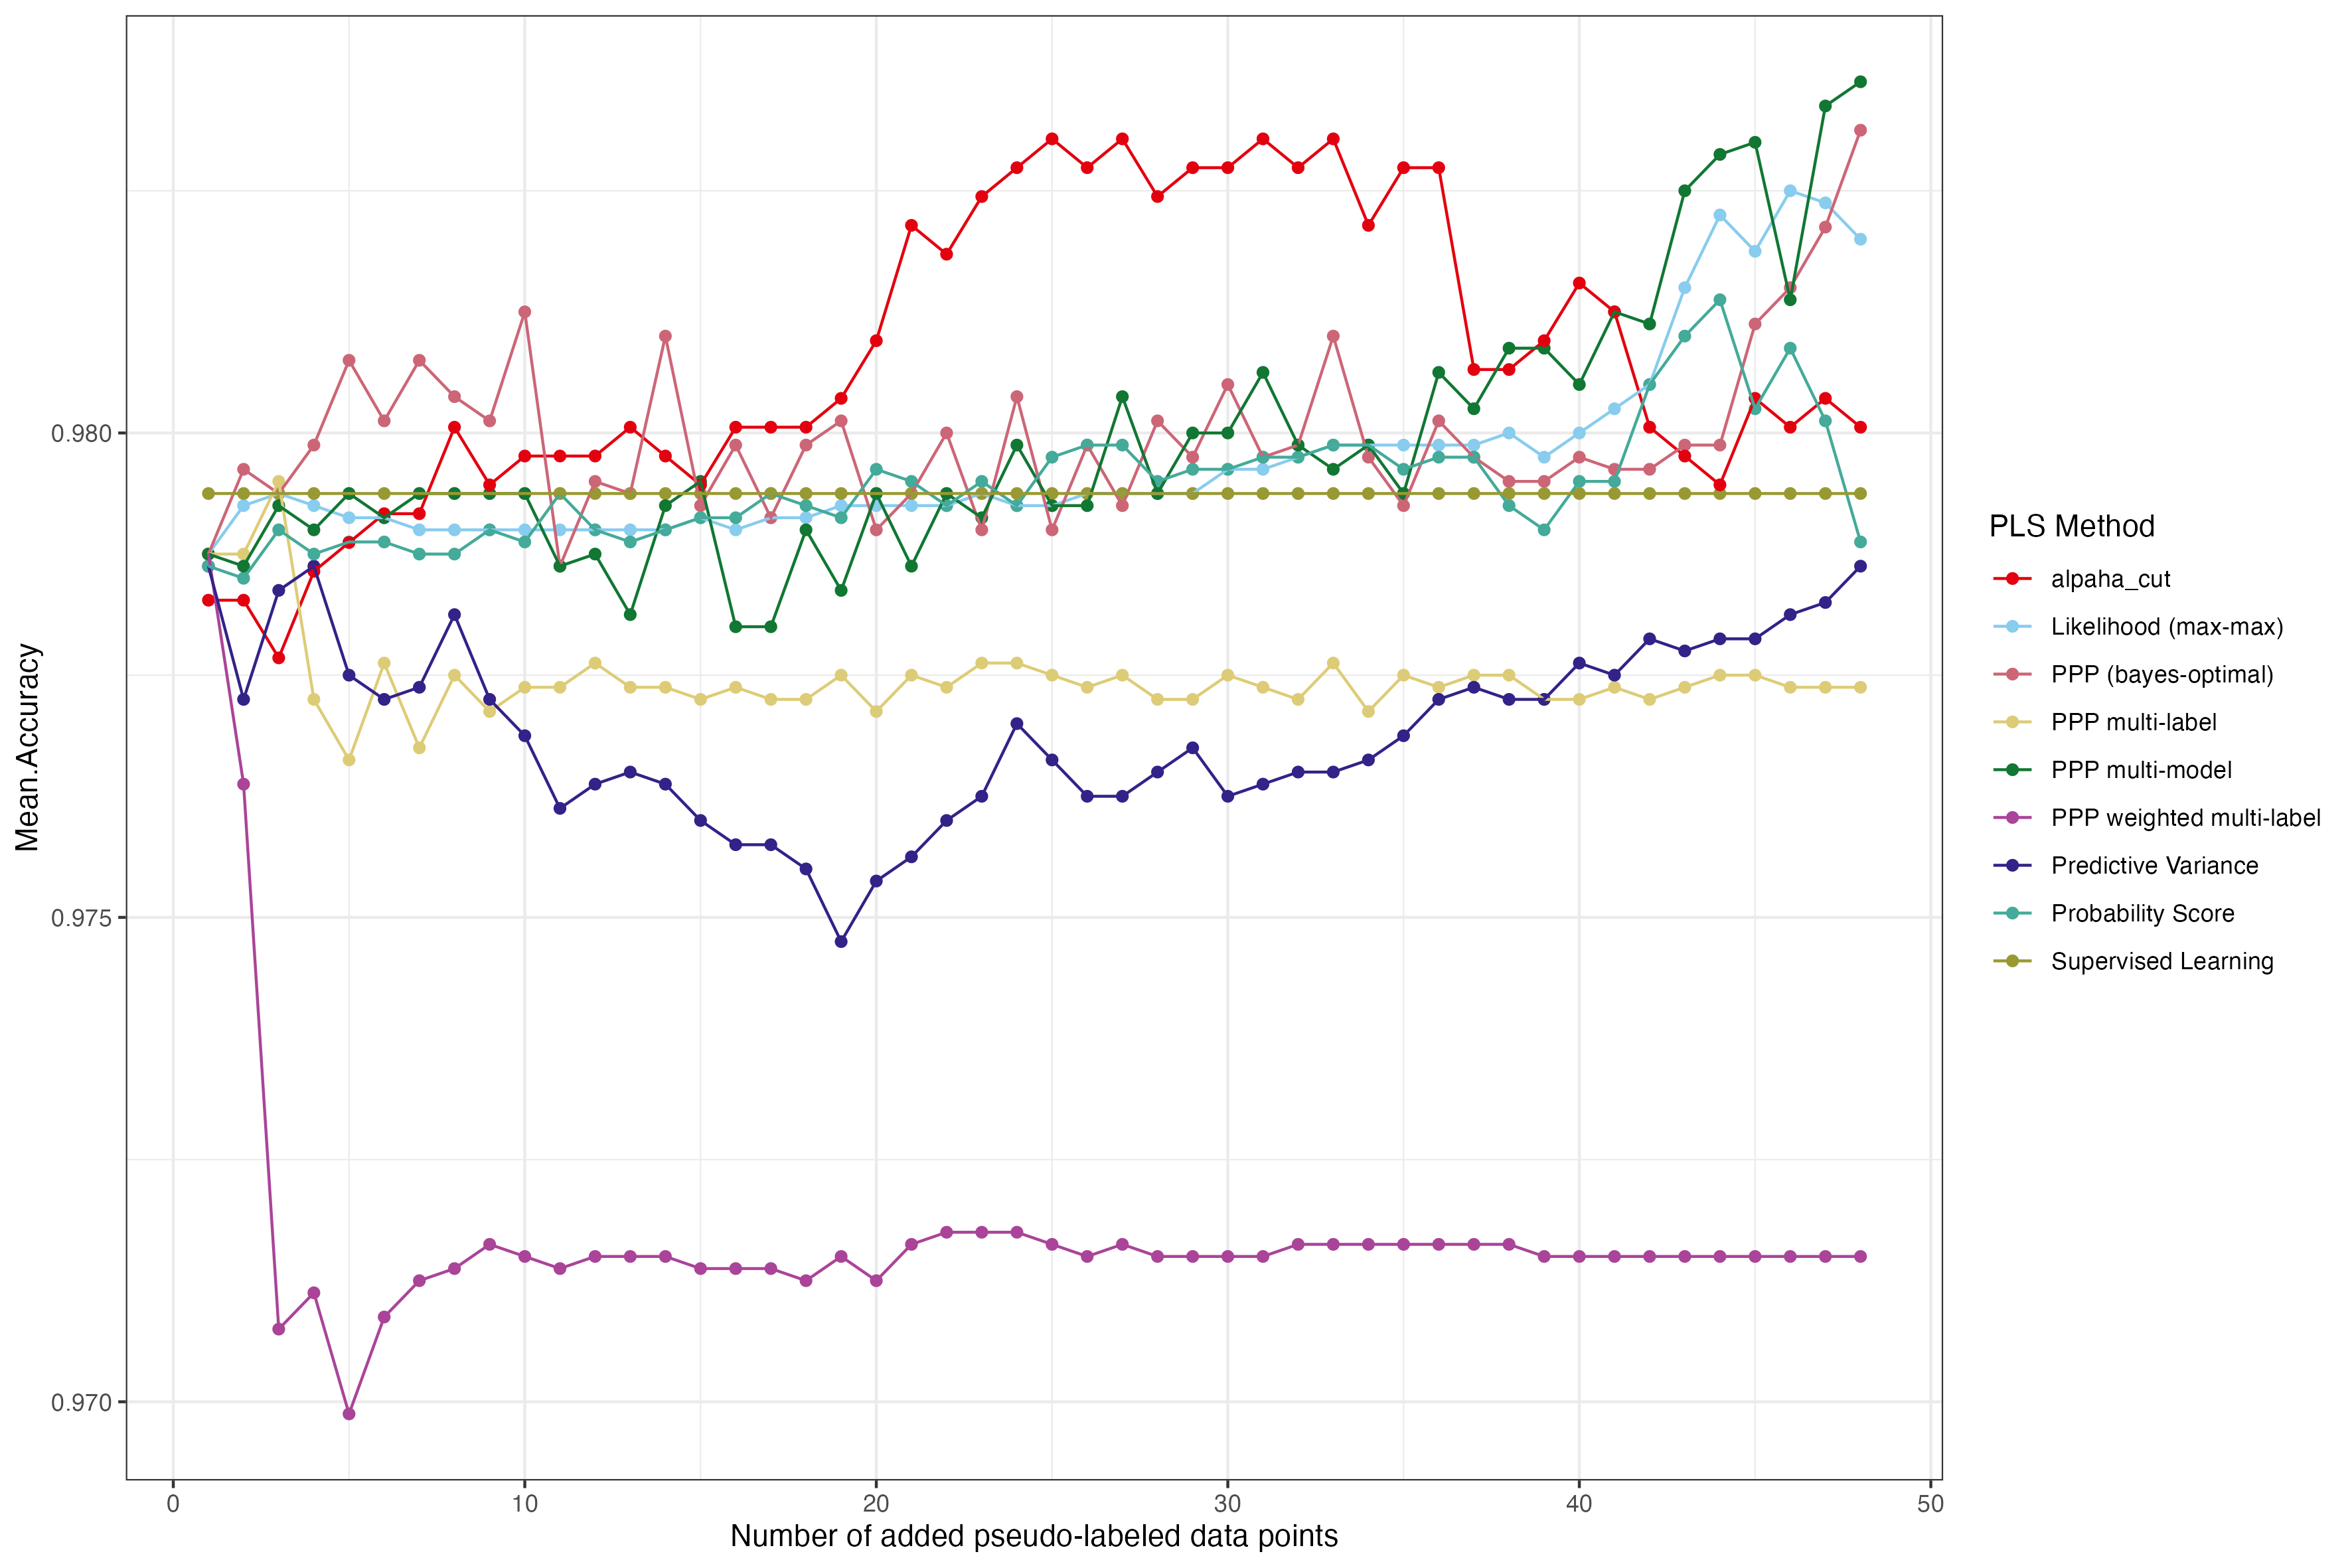 Mean.Accuracy
0.980
0.975
0.970
0
10
20
30
40
50
Number of added pseudo-labeled data points
PLS Method
alpaha_cut
Likelihood (max-max)
PPP (bayes-optimal)
PPP multi-label
PPP multi-model
PPP weighted multi-label
Predictive Variance
Probability Score
Supervised Learning